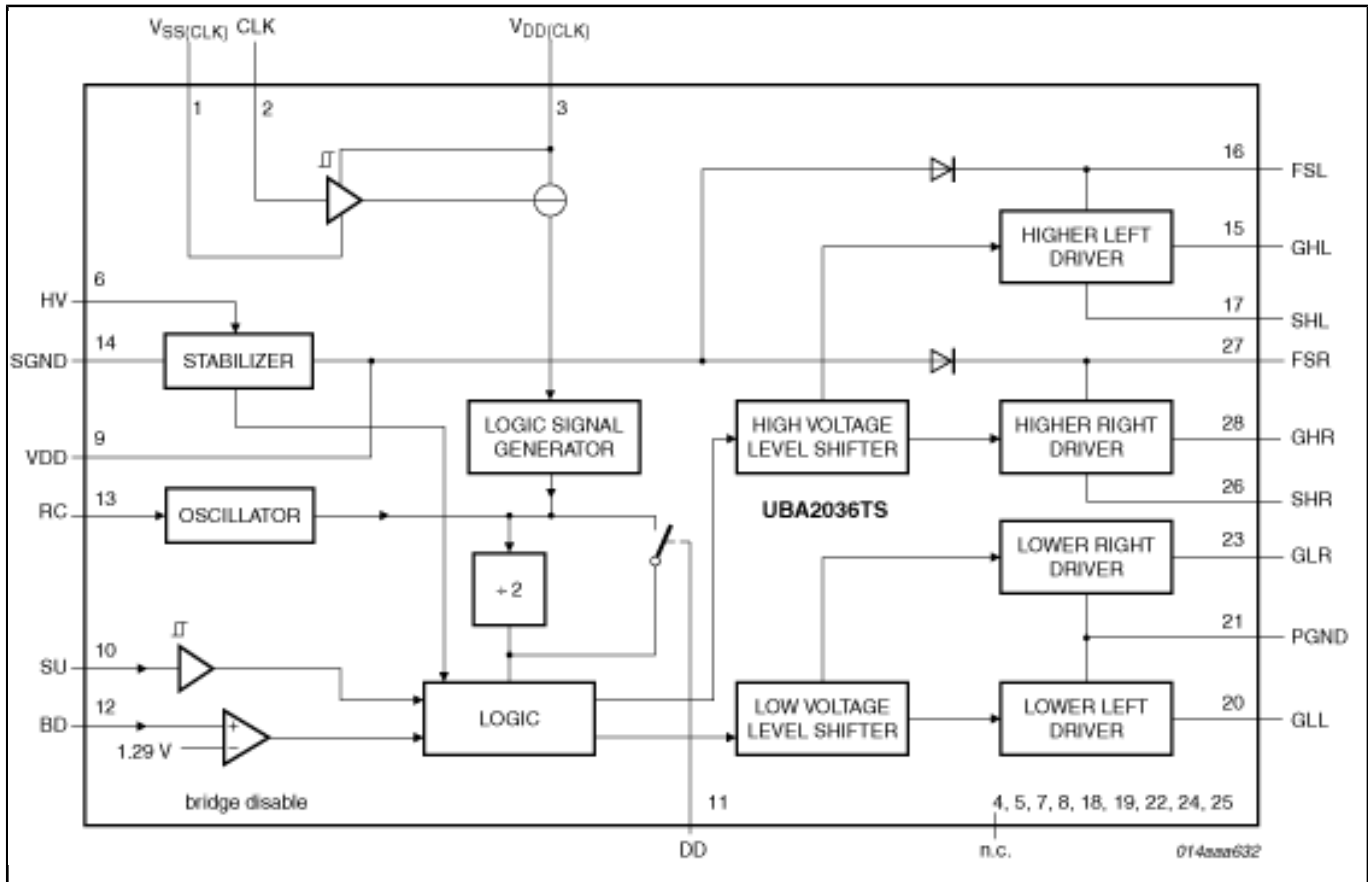 VSS(CLK) CLK VDD(CLK)
1 2 3
16 FSL
HIGHER LEFT
DRIVER
15 GHL
17 SHL
6
HV
14
SGND
STABILIZER
27 FSR
9
VDD
LOGIC SIGNAL
GENERATOR
HIGH VOLTAGE
LEVEL SHIFTER
HIGHER RIGHT
DRIVER
28 GHR
26 SHR
13
RC
OSCILLATOR
UBA2036TS
LOWER RIGHT
DRIVER
23 GLR
÷ 2
21 PGND
10
SU
12
BD
+
−
1.29 V
LOGIC
LOW VOLTAGE
LEVEL SHIFTER
LOWER LEFT
DRIVER
20 GLL
bridge disable
11
4, 5, 7, 8, 18, 19, 22, 24, 25
DD
n.c.
014aaa632